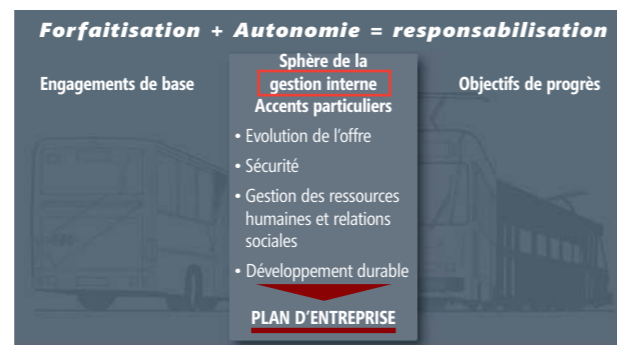 Forfaitisation + Autonomie = responsabilisation
Engagements de base
Sphère de la
gestion interne
Accents particuliers
• Evolution de l'offre
• Sécurité
• Gestion des ressources
humaines et relations
sociales
• Développement durable
PLAN D'ENTREPRISE
Objectifs de progrès